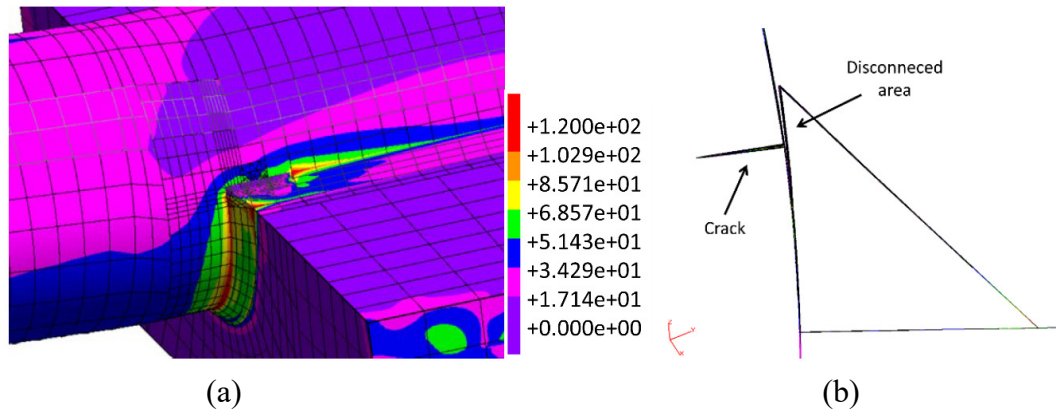 +1.200e+02
+1.029e+02
+8.571e+01
+6.857e+01
+5.143e+01
+3.429e+01
+1.714e+01
+0.000e+00
(a)
Disconneced
area
Crack
(b)